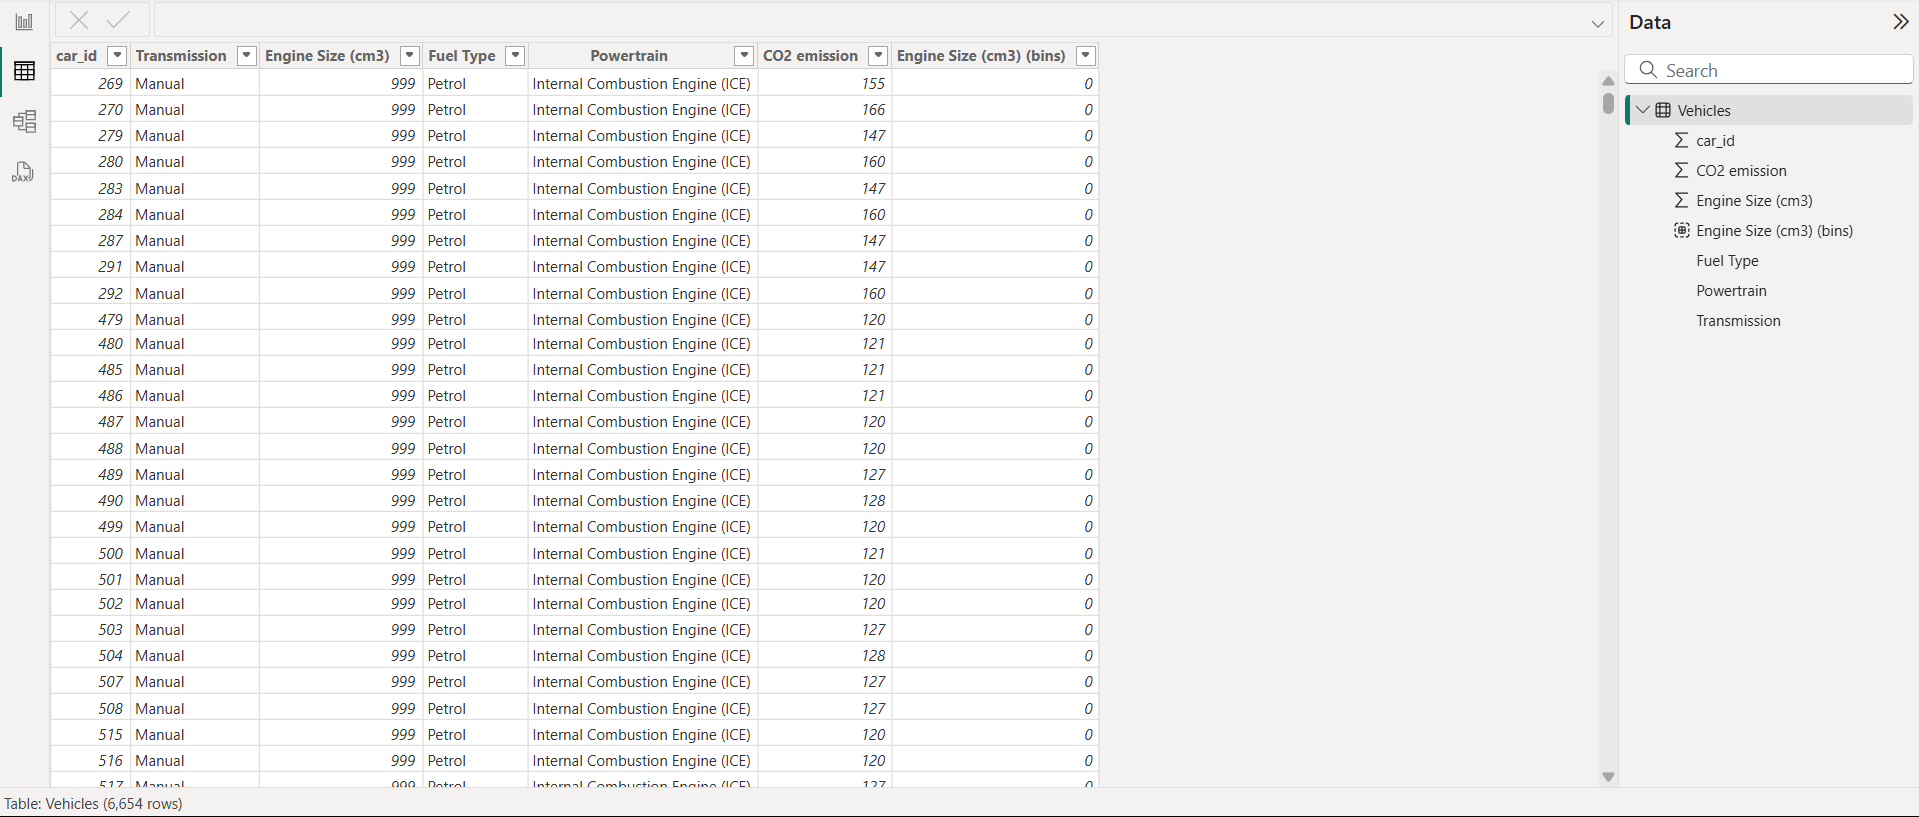 Data
Search
car_id Transmission Engine Size (cm3) Fuel Type Powertrain CO2 emission Engine Size (cm3) (bins)
269 Manual 999 Petrol Internal Combustion Engine (ICE) 155 0
270 Manual 999 Petrol Internal Combustion Engine (ICE) 166 0
279 Manual 999 Petrol Internal Combustion Engine (ICE) 147 0
280 Manual 999 Petrol Internal Combustion Engine (ICE) 160 0
283 Manual 999 Petrol Internal Combustion Engine (ICE) 147 0
284 Manual 999 Petrol Internal Combustion Engine (ICE) 160 0
287 Manual 999 Petrol Internal Combustion Engine (ICE) 147 0
291 Manual 999 Petrol Internal Combustion Engine (ICE) 147 0
292 Manual 999 Petrol Internal Combustion Engine (ICE) 160 0
479 Manual 999 Petrol Internal Combustion Engine (ICE) 120 0
480 Manual 999 Petrol Internal Combustion Engine (ICE) 121 0
485 Manual 999 Petrol Internal Combustion Engine (ICE) 121 0
486 Manual 999 Petrol Internal Combustion Engine (ICE) 121 0
487 Manual 999 Petrol Internal Combustion Engine (ICE) 120 0
488 Manual 999 Petrol Internal Combustion Engine (ICE) 120 0
489 Manual 999 Petrol Internal Combustion Engine (ICE) 127 0
490 Manual 999 Petrol Internal Combustion Engine (ICE) 128 0
499 Manual 999 Petrol Internal Combustion Engine (ICE) 120 0
500 Manual 999 Petrol Internal Combustion Engine (ICE) 121 0
501 Manual 999 Petrol Internal Combustion Engine (ICE) 120 0
502 Manual 999 Petrol Internal Combustion Engine (ICE) 120 0
503 Manual 999 Petrol Internal Combustion Engine (ICE) 127 0
504 Manual 999 Petrol Internal Combustion Engine (ICE) 128 0
507 Manual 999 Petrol Internal Combustion Engine (ICE) 127 0
508 Manual 999 Petrol Internal Combustion Engine (ICE) 127 0
515 Manual 999 Petrol Internal Combustion Engine (ICE) 120 0
516 Manual 999 Petrol Internal Combustion Engine (ICE) 120 0
517 Manual 999 Petrol Internal Combustion Engine (ICE) 127 0
DAX
Vehicles
car_id
CO2 emission
Engine Size (cm3)
Engine Size (cm3) (bins)
Fuel Type
Powertrain
Transmission
Table: Vehicles (6,654 rows)